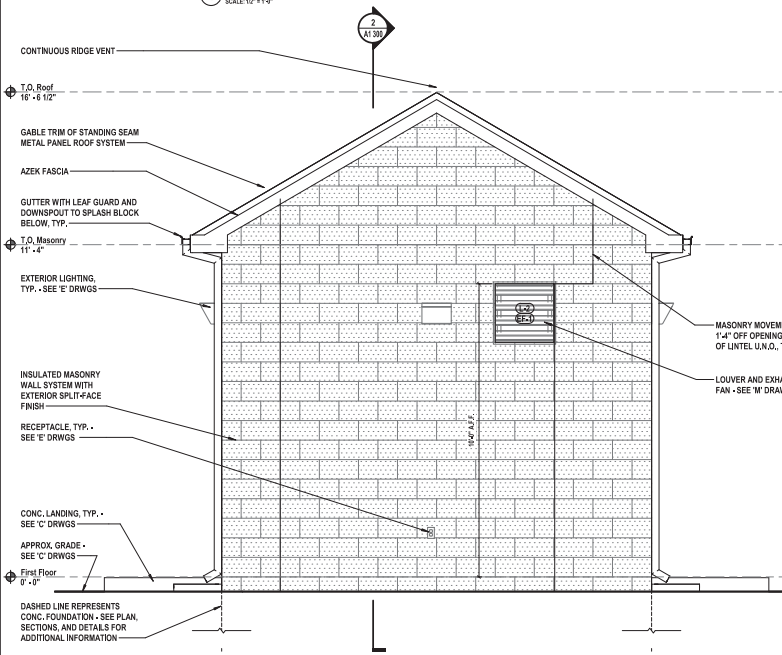 SCALE: 1/2" = 1'-0"
2
A1 300
CONTINUOUS RIDGE VENT
T.O. Roof
16' - 6 1/2"
GABLE TRIM OF STANDING SEAM
METAL PANEL ROOF SYSTEM
AZEK FASCIA
GUTTER WITH LEAF GUARD AND
DOWNSPOUT TO SPLASH BLOCK
BELOW, TYP.
T.O. Masonry
11' - 4"
EXTERIOR LIGHTING,
TYP. - SEE 'E' DRWGS
L-2
EF-1
MASONRY MOVEM
1'-4" OFF OPENING
OF LINTEL U.N.O.,
LOUVER AND EXHA
FAN - SEE 'M' DRAW
INSULATED MASONRY
WALL SYSTEM WITH
EXTERIOR SPLIT-FACE
FINISH
RECEPTACLE, TYP. -
SEE 'E' DRWGS
A.F.F.
CONC. LANDING, TYP. -
SEE 'C' DRWGS
APPROX. GRADE -
SEE 'C' DRWGS
First Floor
0' - 0"
DASHED LINE REPRESENTS
CONC. FOUNDATION - SEE PLAN,
SECTIONS, AND DETAILS FOR
ADDITIONAL INFORMATION